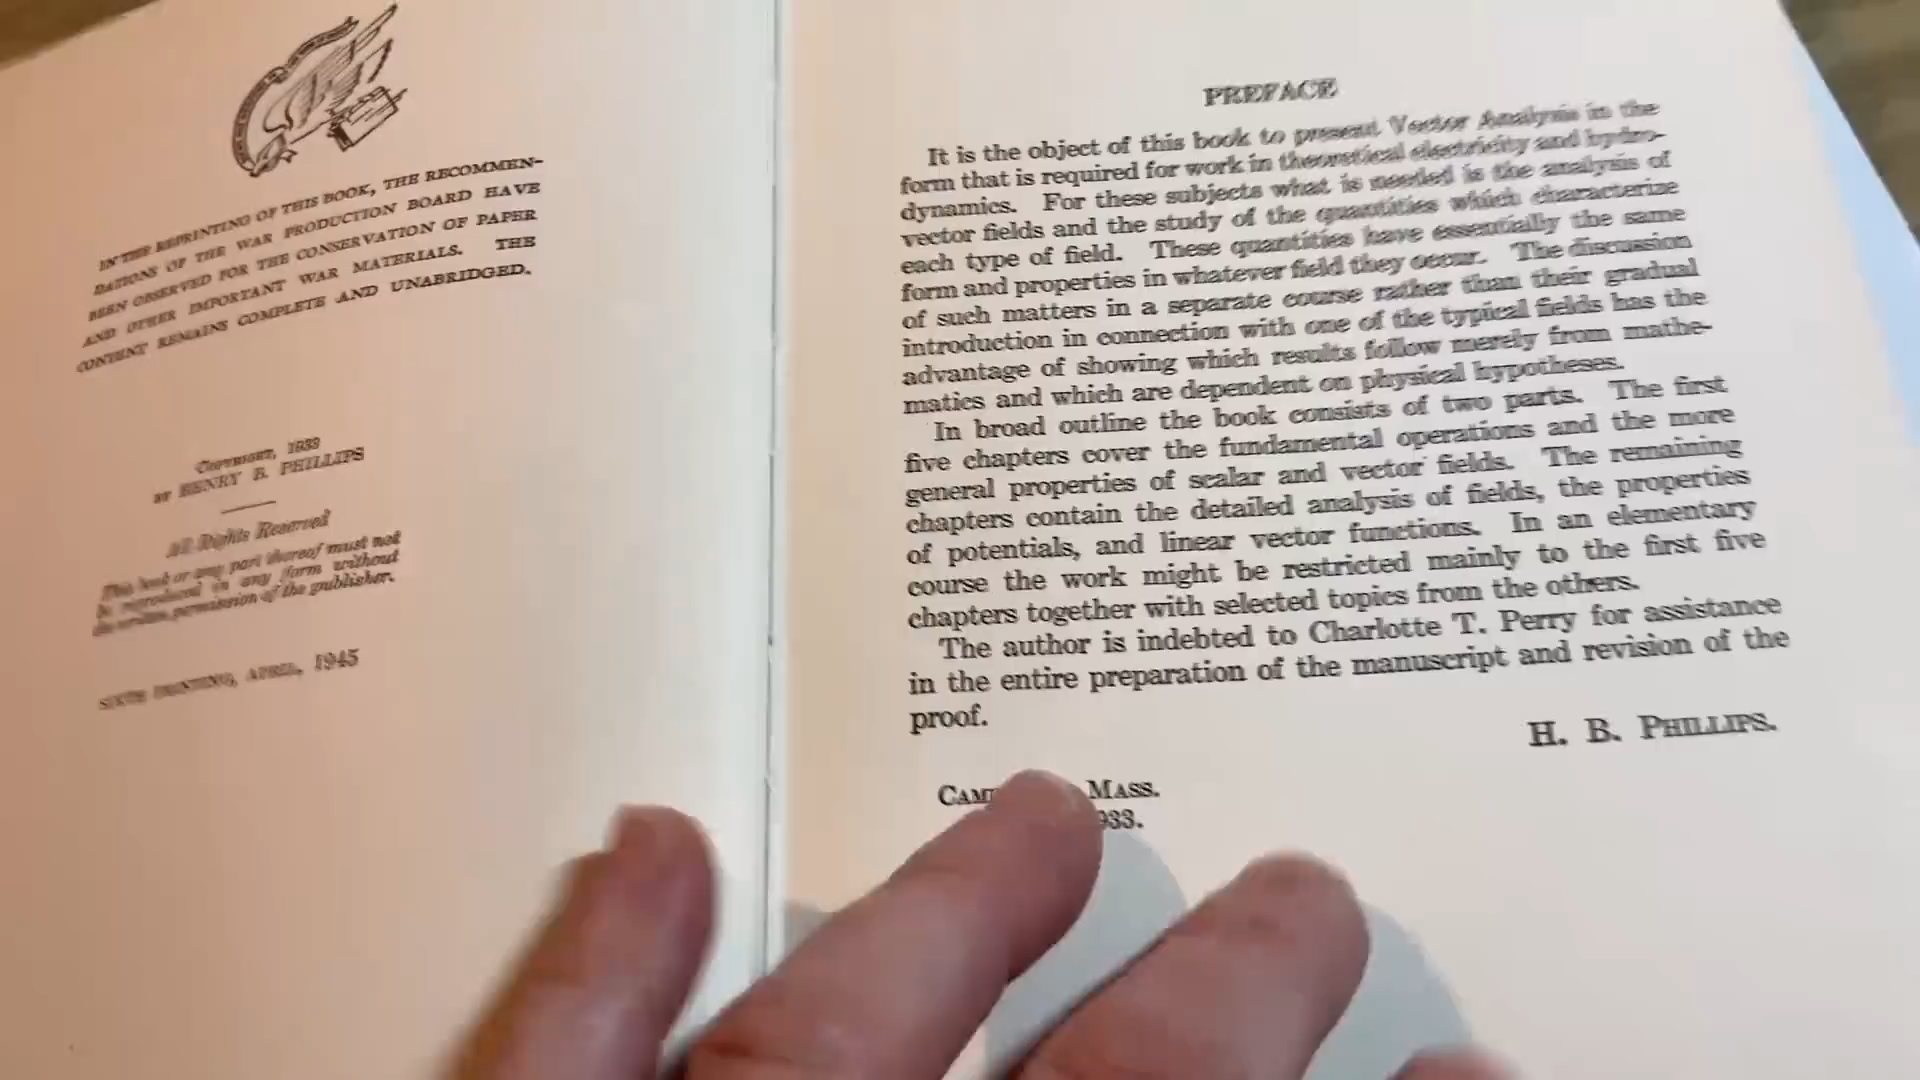 IN THE REPRINTING OF THIS BOOK, THE RECOMMEN-
DATIONS OF THE WAR PRODUCTION BOARD HAVE
BEEN OBSERVED FOR THE CONSERVATION OF PAPER
AND OTHER IMPORTANT WAR MATERIALS. THE
CONTENT REMAINS COMPLETE AND UNABRIDGED.
COPYRIGHT, 1933
BY HENRY B. PHILLIPS
All Rights Reserved
This book or any part thereof must not
be reproduced in any form without
the written permission of the publisher.
SIXTH PRINTING, APRIL, 1945
PREFACE
It is the object of this book to present Vector Analysis in the
form that is required for work in theoretical electricity and hydro-
dynamics. For these subjects what is needed is the analysis of
vector fields and the study of the quantities which characterize
each type of field. These quantities have essentially the same
form and properties in whatever field they occur. The discussion
of such matters in a separate course rather than their gradual
introduction in connection with one of the typical fields has the
advantage of showing which results follow merely from mathe-
matics and which are dependent on physical hypotheses.
In broad outline the book consists of two parts. The first
five chapters cover the fundamental operations and the more
general properties of scalar and vector fields. The remaining
chapters contain the detailed analysis of fields, the properties
of potentials, and linear vector functions. In an elementary
course the work might be restricted mainly to the first five
chapters together with selected topics from the others.
The author is indebted to Charlotte T. Perry for assistance
in the entire preparation of the manuscript and revision of the
proof.
H. B. PHILLIPS.
MASS.
933.